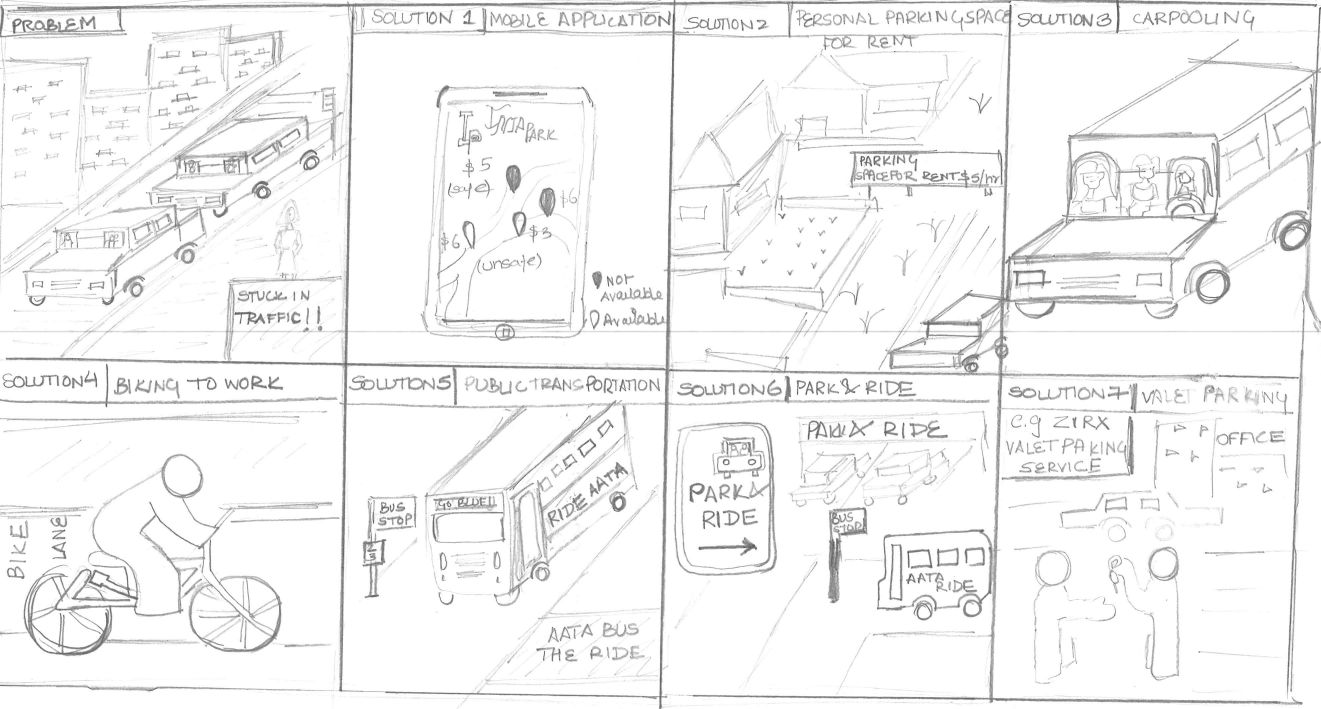 PROBLEM
STUCK IN
TRAFFIC!!
SOLUTION 1 MOBILE APPLICATION
PARK
$5
(safe)
$6
$6
$3
(unsafe)
NOT
Available
Available
SOLUTION 2 PERSONAL PARKING SPACE
FOR RENT
PARKING
SPACE FOR RENT $5/hr
SOLUTION 3 CARPOOLING
SOLUTION 4 BIKING TO WORK
BIKE
LANE
SOLUTION 5 PUBLIC TRANSPORTATION
BUS
STOP
GO BLUE!!
RIDE AATA
AATA BUS
THE RIDE
SOLUTION 6 PARK & RIDE
PARK &
RIDE
PARK & RIDE
BUS
STOP
AATA
RIDE
SOLUTION 7 VALET PARKING
e.g ZIRX
VALET PAKING
SERVICE
OFFICE